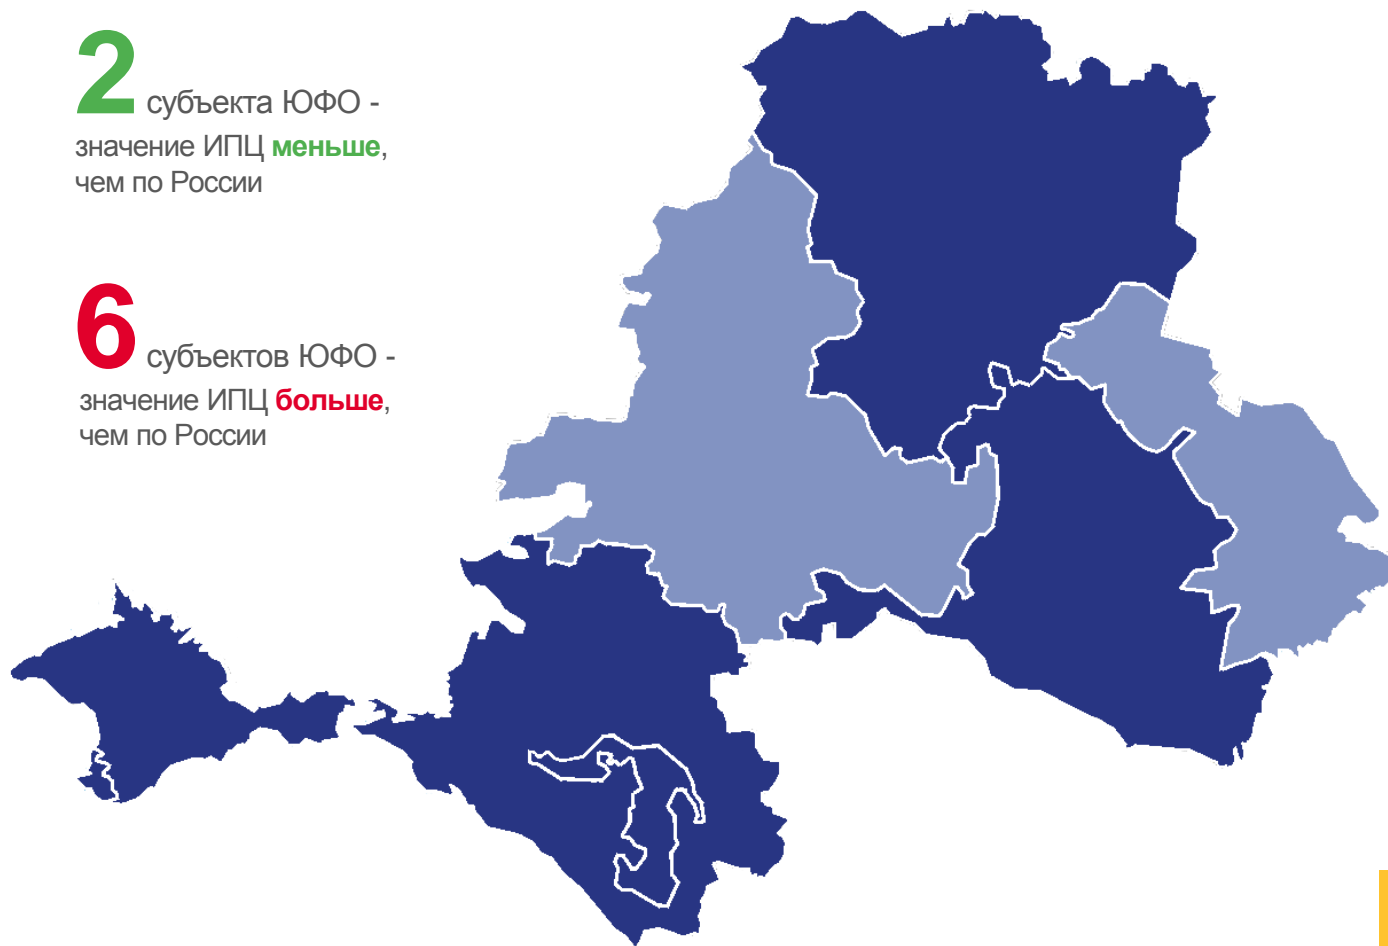 2 субъекта ЮФО -
значение ИПЦ меньше,
чем по России
6 субъектов ЮФО -
значение ИПЦ больше,
чем по России